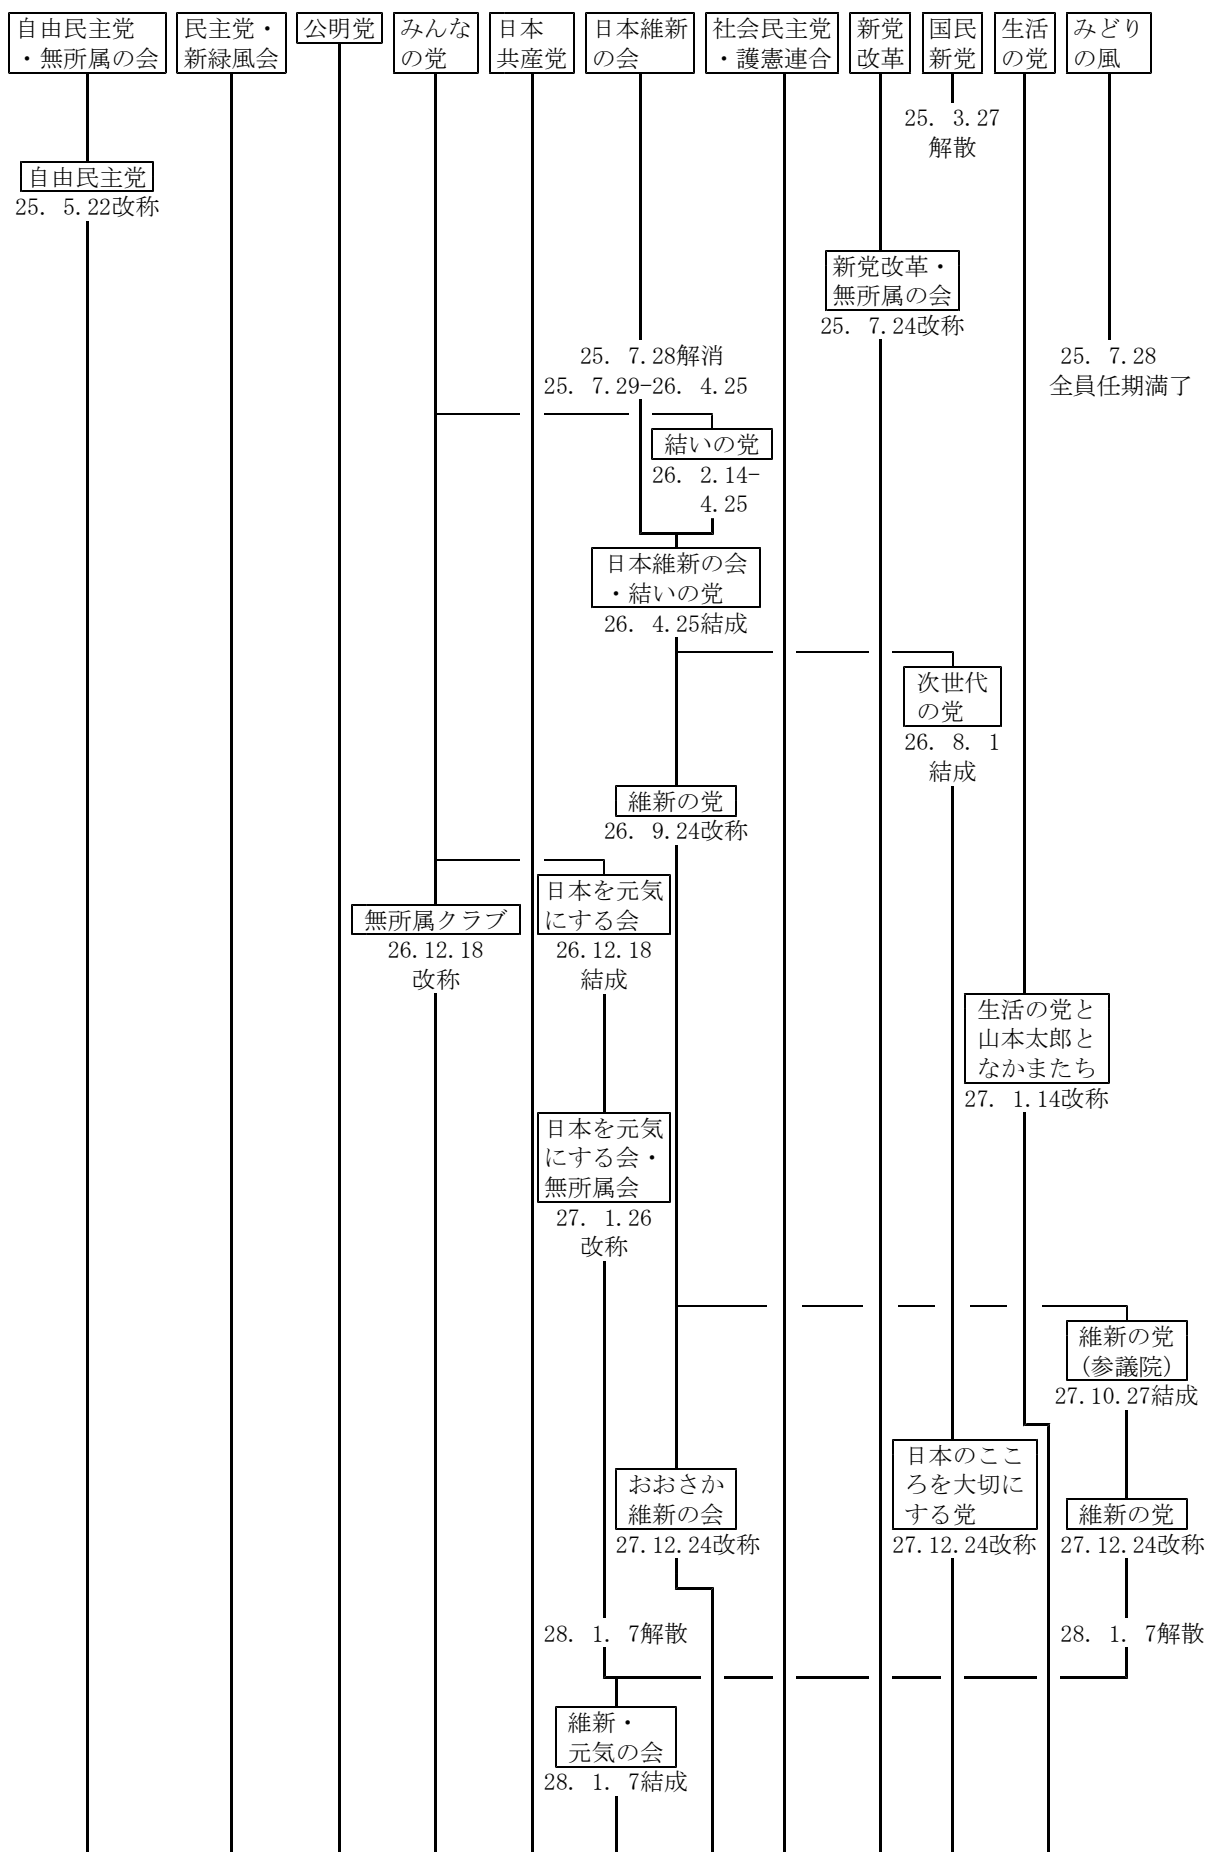 自由民主党
・無所属の会
民主党・
新緑風会
公明党
みんな
の党
日本
共産党
日本維新
の会
社会民主党
・護憲連合
新党
改革
国民
新党
生活
の党
みどり
の風
25. 3.27
解散
自由民主党
25. 5.22改称
新党改革・
無所属の会
25. 7.24改称
25. 7.28解消
25. 7.29-26. 4.25
25. 7.28
全員任期満了
結いの党
26. 2.14-
4.25
日本維新の会
・結いの党
26. 4.25結成
次世代
の党
26. 8. 1
結成
維新の党
26. 9.24改称
無所属クラブ
26.12.18
改称
日本を元気
にする会
26.12.18
結成
生活の党と
山本太郎と
なかまたち
27. 1.14改称
日本を元気
にする会・
無所属会
27. 1.26
改称
維新の党
(参議院)
27.10.27結成
おおさか
維新の会
27.12.24改称
日本のここ
ろを大切に
する党
27.12.24改称
維新の党
27.12.24改称
28. 1. 7解散
28. 1. 7解散
維新・
元気の会
28. 1. 7結成